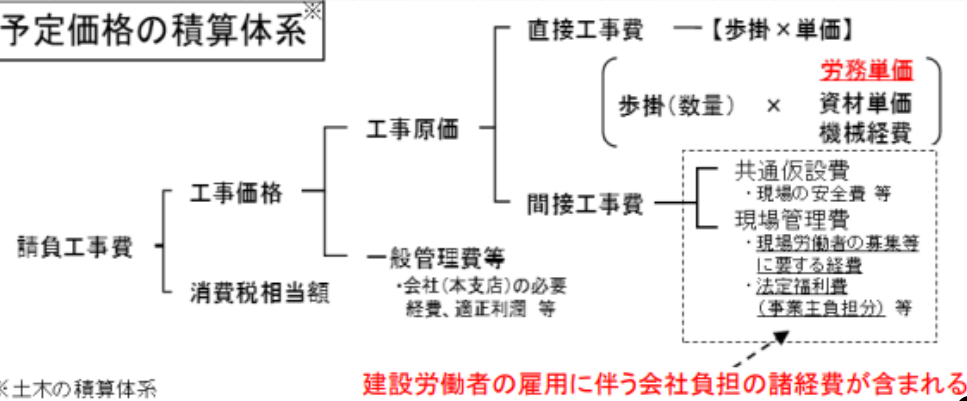 予定価格の積算体系※
直接工事費 ― 【歩掛×単価】
労務単価
歩掛(数量) × 資材単価
機械経費
工事原価
共通仮設費
・現場の安全費 等
工事価格
間接工事費
現場管理費
・現場労働者の募集等
に要する経費
・法定福利費
(事業主負担分) 等
請負工事費
一般管理費等
・会社(本支店)の必要
経費、適正利潤 等
消費税相当額
建設労働者の雇用に伴う会社負担の諸経費が含まれる
※土木の積算体系